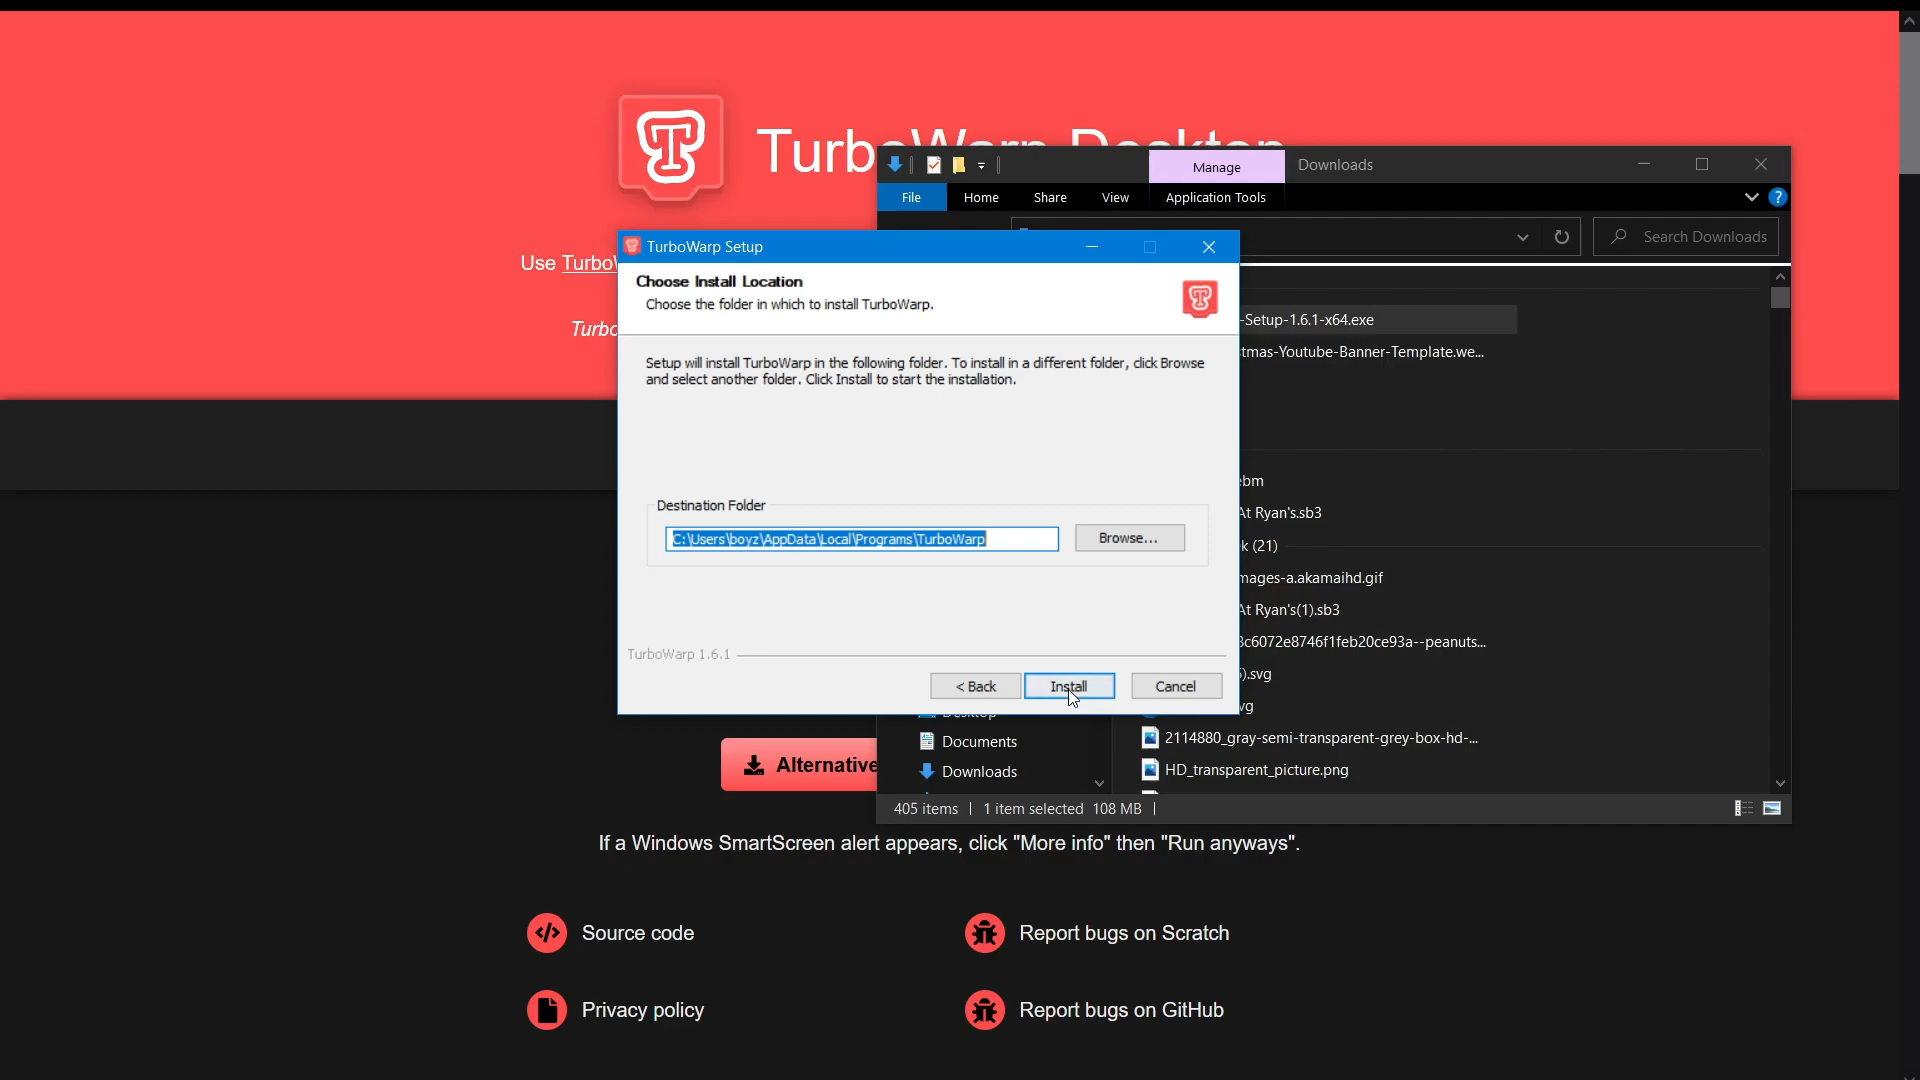 TurboWarp Desktop
Manage
Downloads
File
Home
Share
View
Application Tools
Search Downloads
Use Turbo
Turbo
TurboWarp Setup
Choose Install Location
Choose the folder in which to install TurboWarp.
Setup will install TurboWarp in the following folder. To install in a different folder, click Browse
and select another folder. Click Install to start the installation.
Destination Folder
C:\Users\boyz\AppData\Local\Programs\TurboWarp
Browse...
TurboWarp 1.6.1
< Back
Install
Cancel
-Setup-1.6.1-x64.exe
tmas-Youtube-Banner-Template.we...
ebm
At Ryan's.sb3
k (21)
mages-a.akamaihd.gif
At Ryan's(1).sb3
3c6072e8746f1feb20ce93a--peanuts...
).svg
vg
Desktop
Documents
Downloads
2114880_gray-semi-transparent-grey-box-hd-...
HD_transparent_picture.png
405 items
1 item selected 108 MB
Alternative
If a Windows SmartScreen alert appears, click "More info" then "Run anyways".
Source code
Report bugs on Scratch
Privacy policy
Report bugs on GitHub